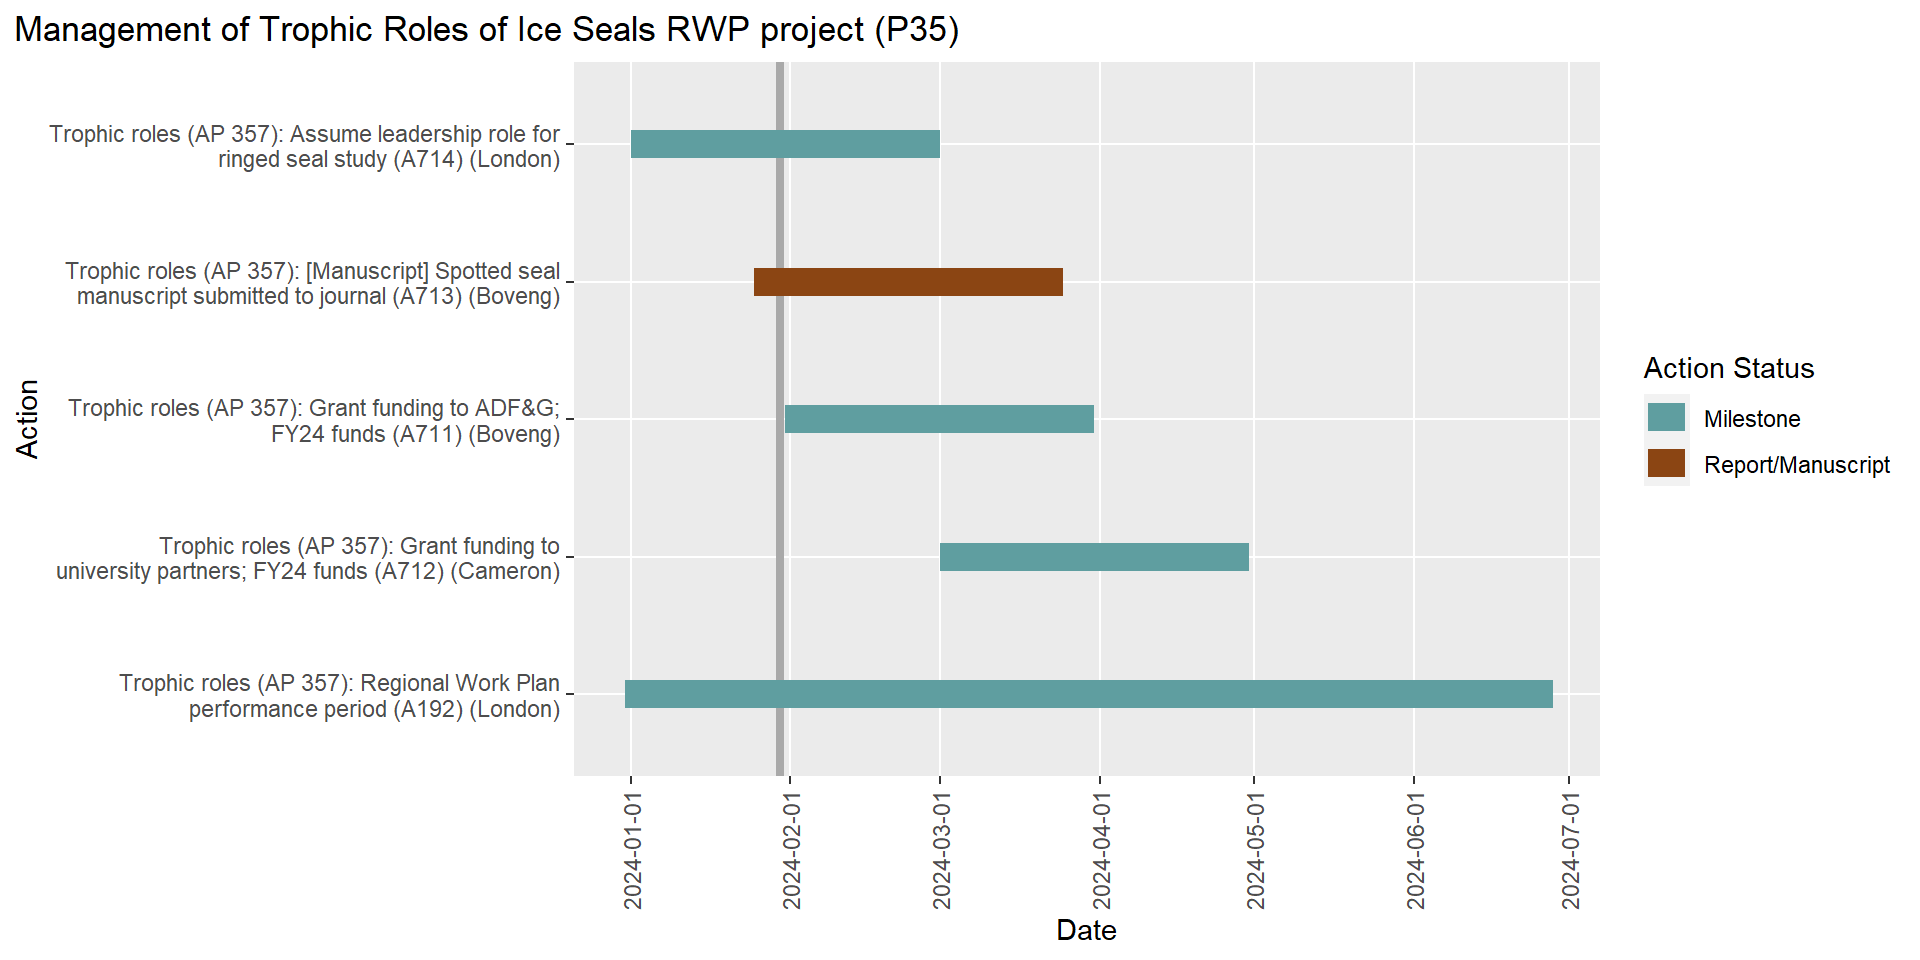 Management of Trophic Roles of Ice Seals RWP project (P35)
Trophic roles (AP 357): Assume leadership role for
ringed seal study (A714) (London)
Trophic roles (AP 357): [Manuscript] Spotted seal
manuscript submitted to journal (A713) (Boveng)
Trophic roles (AP 357): Grant funding to ADF&G;
FY24 funds (A711) (Boveng)
Trophic roles (AP 357): Grant funding to
university partners; FY24 funds (A712) (Cameron)
Trophic roles (AP 357): Regional Work Plan
performance period (A192) (London)
Action
2024-01-01
2024-02-01
2024-03-01
2024-04-01
2024-05-01
2024-06-01
2024-07-01
Date
Action Status
Milestone
Report/Manuscript